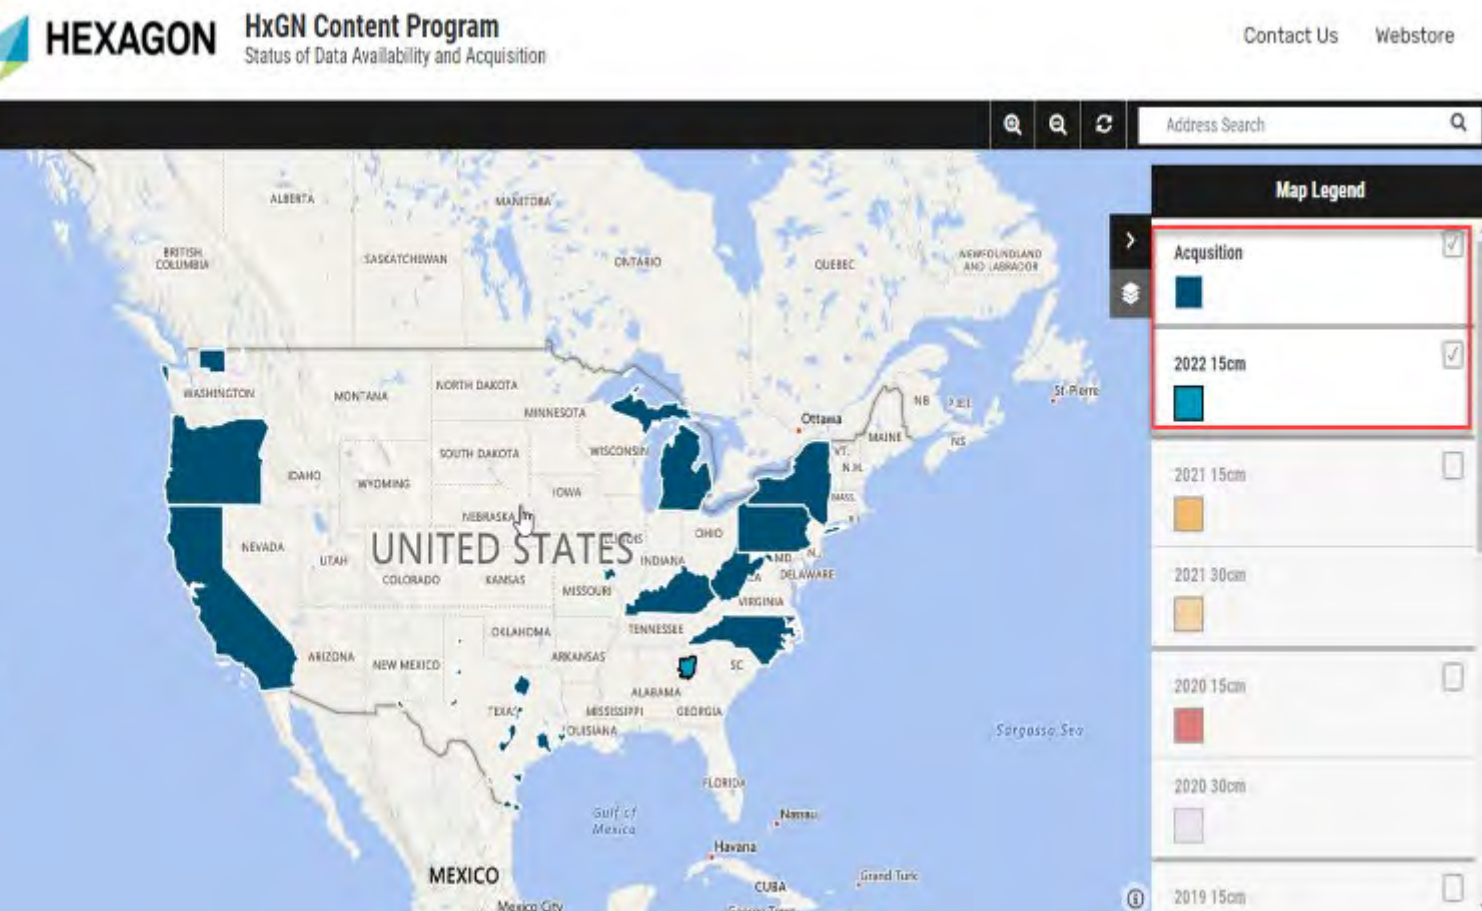 HEXAGON
HxGN Content Program
Status of Data Availability and Acquisition
Contact Us
Webstore
Address Search
Map Legend
Acqusition
2022 15cm
2021 15cm
2021 30cm
2020 15cm
2020 30cm
2019 15cm
ALBERTA
MANITOBA
BRITISH
COLUMBIA
SASKATCHEWAN
ONTARIO
QUEBEC
NEWFOUNDLAND
AND LABRADOR
WASHINGTON
MONTANA
NORTH DAKOTA
MINNESOTA
Ottawa
NB
P.E.I.
St-Pierre
MAINE
NS
SOUTH DAKOTA
WISCONSIN
VT.
N.H.
IDAHO
WYOMING
IOWA
MASS.
R.I.
NEBRASKA
NEVADA
UTAH
UNITED STATES
ILLINOIS
INDIANA
OHIO
MD
N.
COLORADO
KANSAS
DELAWARE
MISSOURI
VIRGINIA
OKLAHOMA
TENNESSEE
ARIZONA
NEW MEXICO
ARKANSAS
SC
ALABAMA
TEXAS
MISSISSIPPI
GEORGIA
LOUISIANA
Sargasso Sea
FLORIDA
Gulf of
Mexico
Nassau
Havana
MEXICO
CUBA
Grand Turk
Mexico City